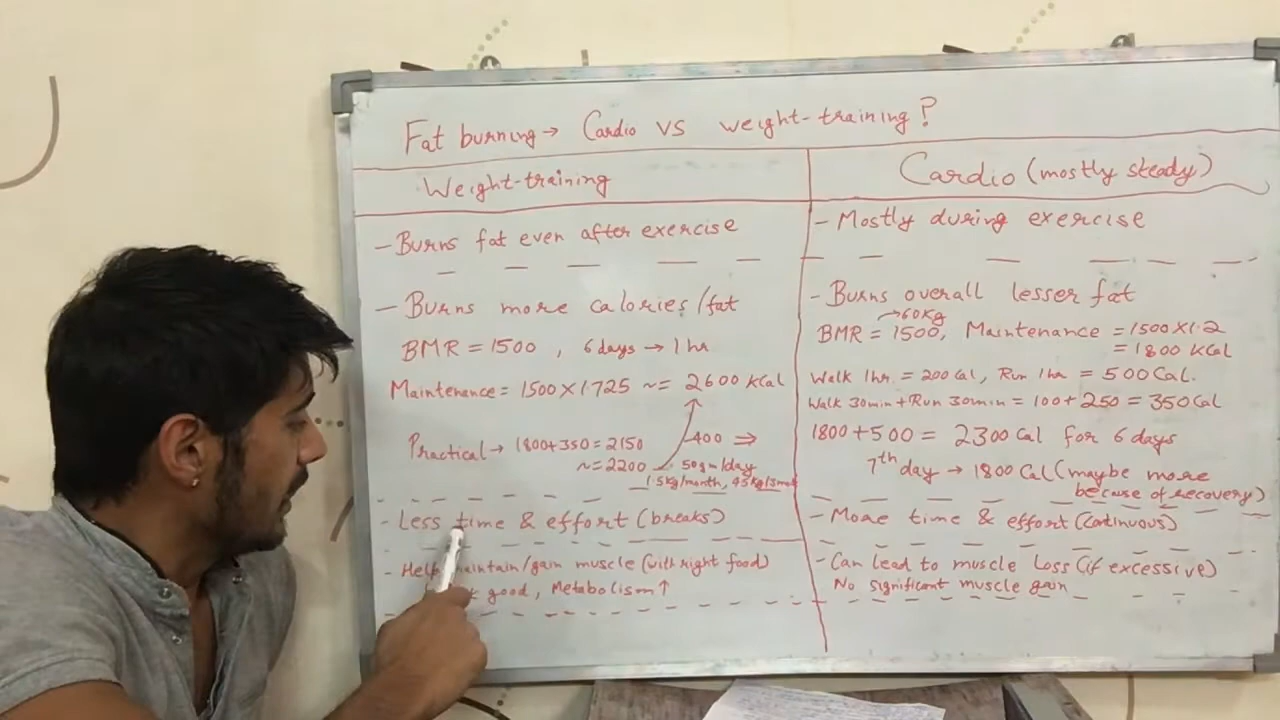 Fat burning → Cardio vs weight-training?
Weight-training
- Burns fat even after exercise
- Burns more calories/fat
BMR = 1500 , 6 days → 1 hr
Maintenance = 1500 X 1.725 ~= 2600 KCal
Practical → 1800+350 = 2150
~= 2200
400 ⇒
50gm/day
1.5kg/month, 4.5kg/3mon
- Less time & effort (breaks)
- Help maintain/gain muscle (with right food)
good, Metabolism ↑
Cardio (mostly steady)
- Mostly during exercise
- Burns overall lesser fat
→ 60Kg
BMR = 1500, Maintenance = 1500 X 1.2
= 1800 KCal
Walk 1hr. = 200 Cal, Run 1hr = 500 Cal.
Walk 30min + Run 30min = 100 + 250 = 350 Cal
1800 + 500 = 2300 Cal for 6 days
7th day → 1800 Cal (maybe more
because of recovery)
- More time & effort (Continuous)
- Can lead to muscle Loss (if excessive)
No significant muscle gain